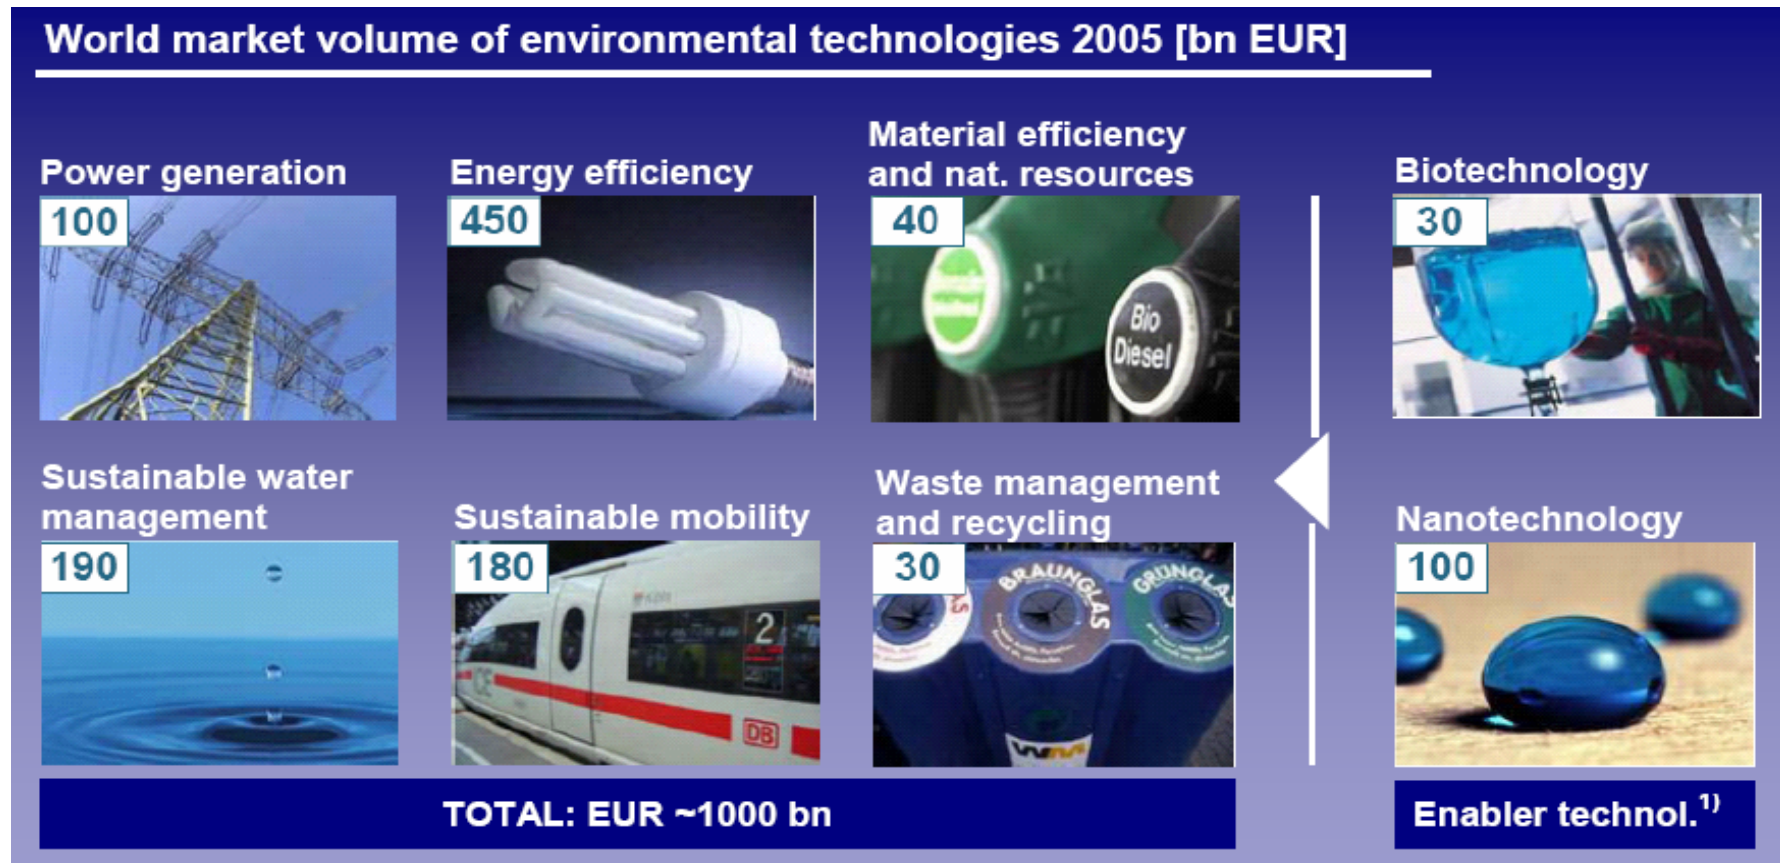 World market volume of environmental technologies 2005 [bn EUR]
Power generation
100
Energy efficiency
450
Material efficiency
and nat. resources
40
Bio
Diesel
Biotechnology
30
Sustainable water
management
190
Sustainable mobility
180
2
ICE
DB
Waste management
and recycling
30
BRAUNGLAS
GRÜNGLAS
Nanotechnology
100
TOTAL: EUR ~1000 bn
Enabler technol.¹⁾